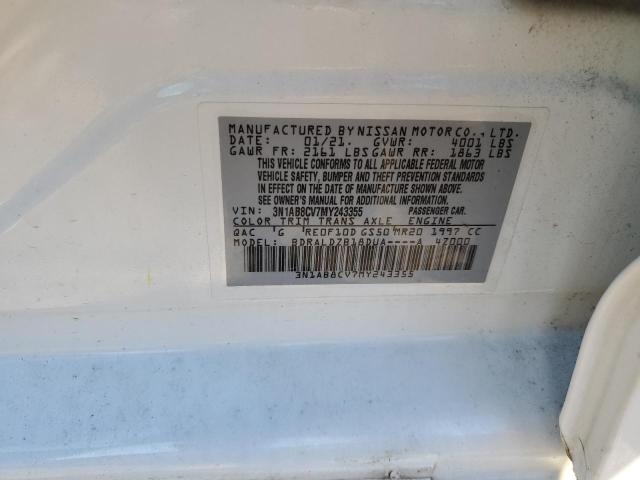 MANUFACTURED BY NISSAN MOTOR CO., LTD.
DATE: 01/21. GVWR: 4001 LBS
GAWR FR: 2161 LBS GAWR RR: 1863 LBS
THIS VEHICLE CONFORMS TO ALL APPLICABLE FEDERAL MOTOR
VEHICLE SAFETY, BUMPER AND THEFT PREVENTION STANDARDS
IN EFFECT ON THE DATE OF MANUFACTURE SHOWN ABOVE.
SEE OWNER'S MANUAL FOR ADDITIONAL INFORMATION
VIN: 3N1AB8CV7MY243355 PASSENGER CAR
COLOR TRIM TRANS AXLE ENGINE
QAC G RE0F10D GS50 MR20 1997 CC
MODEL: BDRALDZB18DUA----A 47000
3N1AB8CV7MY243355